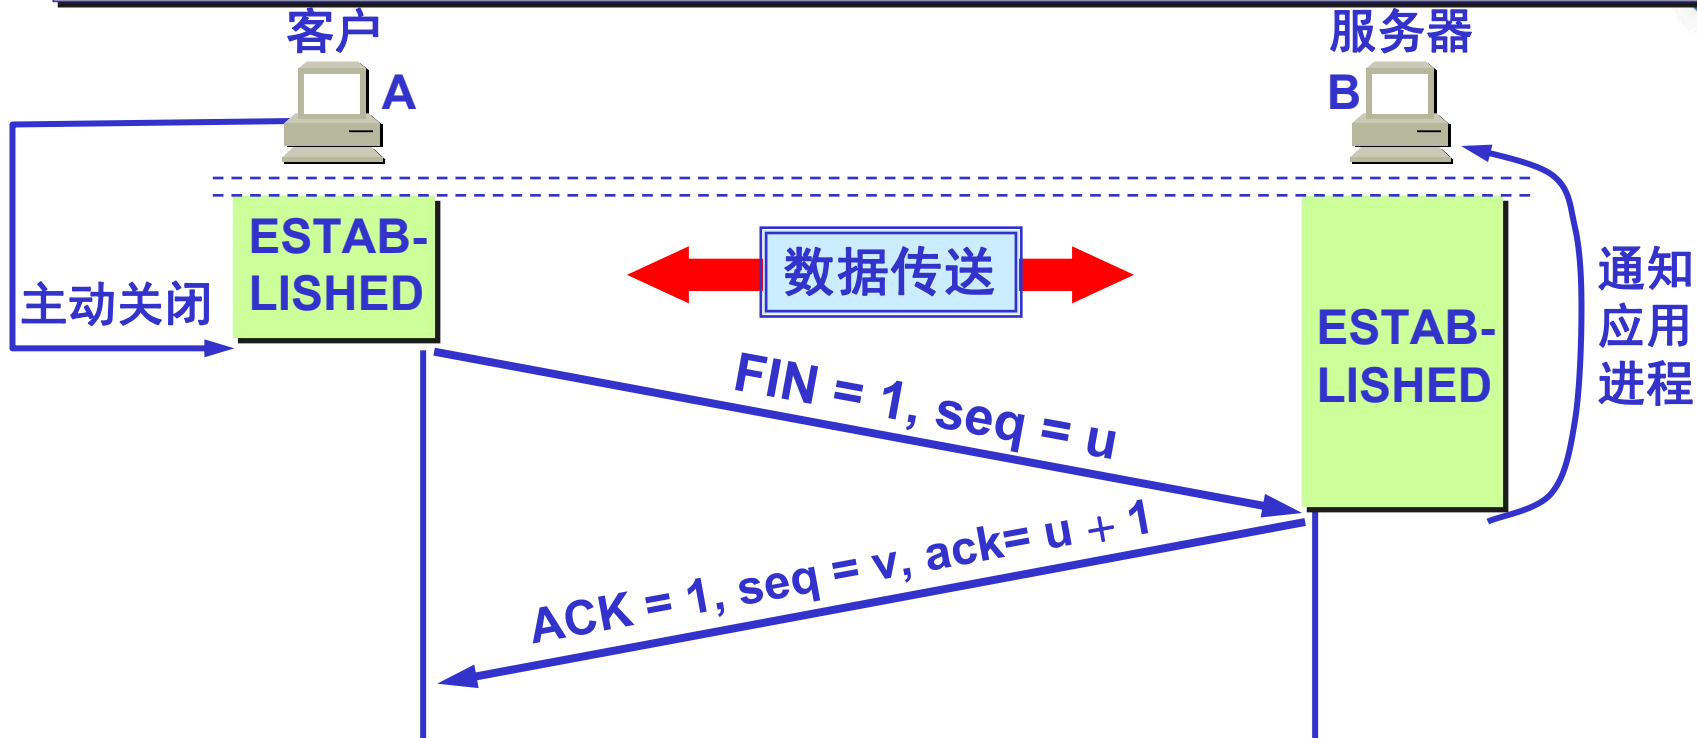 客户
服务器
A
B
ESTAB-
LISHED
数据传送
主动关闭
ESTAB-
LISHED
通知
应用
进程
FIN = 1, seq = u
ACK = 1, seq = v, ack= u + 1